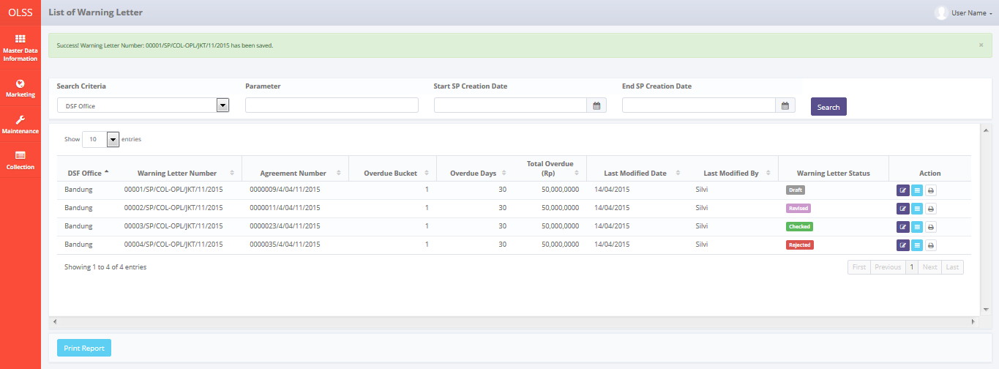 OLSS
List of Warning Letter
User Name
Master Data
Information
Marketing
Maintenance
Collection
Success! Warning Letter Number: 00001/SP/COL-OPL/JKT/11/2015 has been saved.
×
Search Criteria Parameter Start SP Creation Date End SP Creation Date
DSF Office
Search
Show 10 entries
DSF Office Warning Letter Number Agreement Number Overdue Bucket Overdue Days Total Overdue (Rp) Last Modified Date Last Modified By Warning Letter Status Action
Bandung 00001/SP/COL-OPL/JKT/11/2015 0000009/4/04/11/2015 1 30 50,000,0000 14/04/2015 Silvi Draft
Bandung 00002/SP/COL-OPL/JKT/11/2015 0000011/4/04/11/2015 1 30 50,000,0000 14/04/2015 Silvi Revised
Bandung 00003/SP/COL-OPL/JKT/11/2015 0000023/4/04/11/2015 1 30 50,000,0000 14/04/2015 Silvi Checked
Bandung 00004/SP/COL-OPL/JKT/11/2015 0000035/4/04/11/2015 1 30 50,000,0000 14/04/2015 Silvi Rejected
Showing 1 to 4 of 4 entries
First Previous 1 Next Last
Print Report